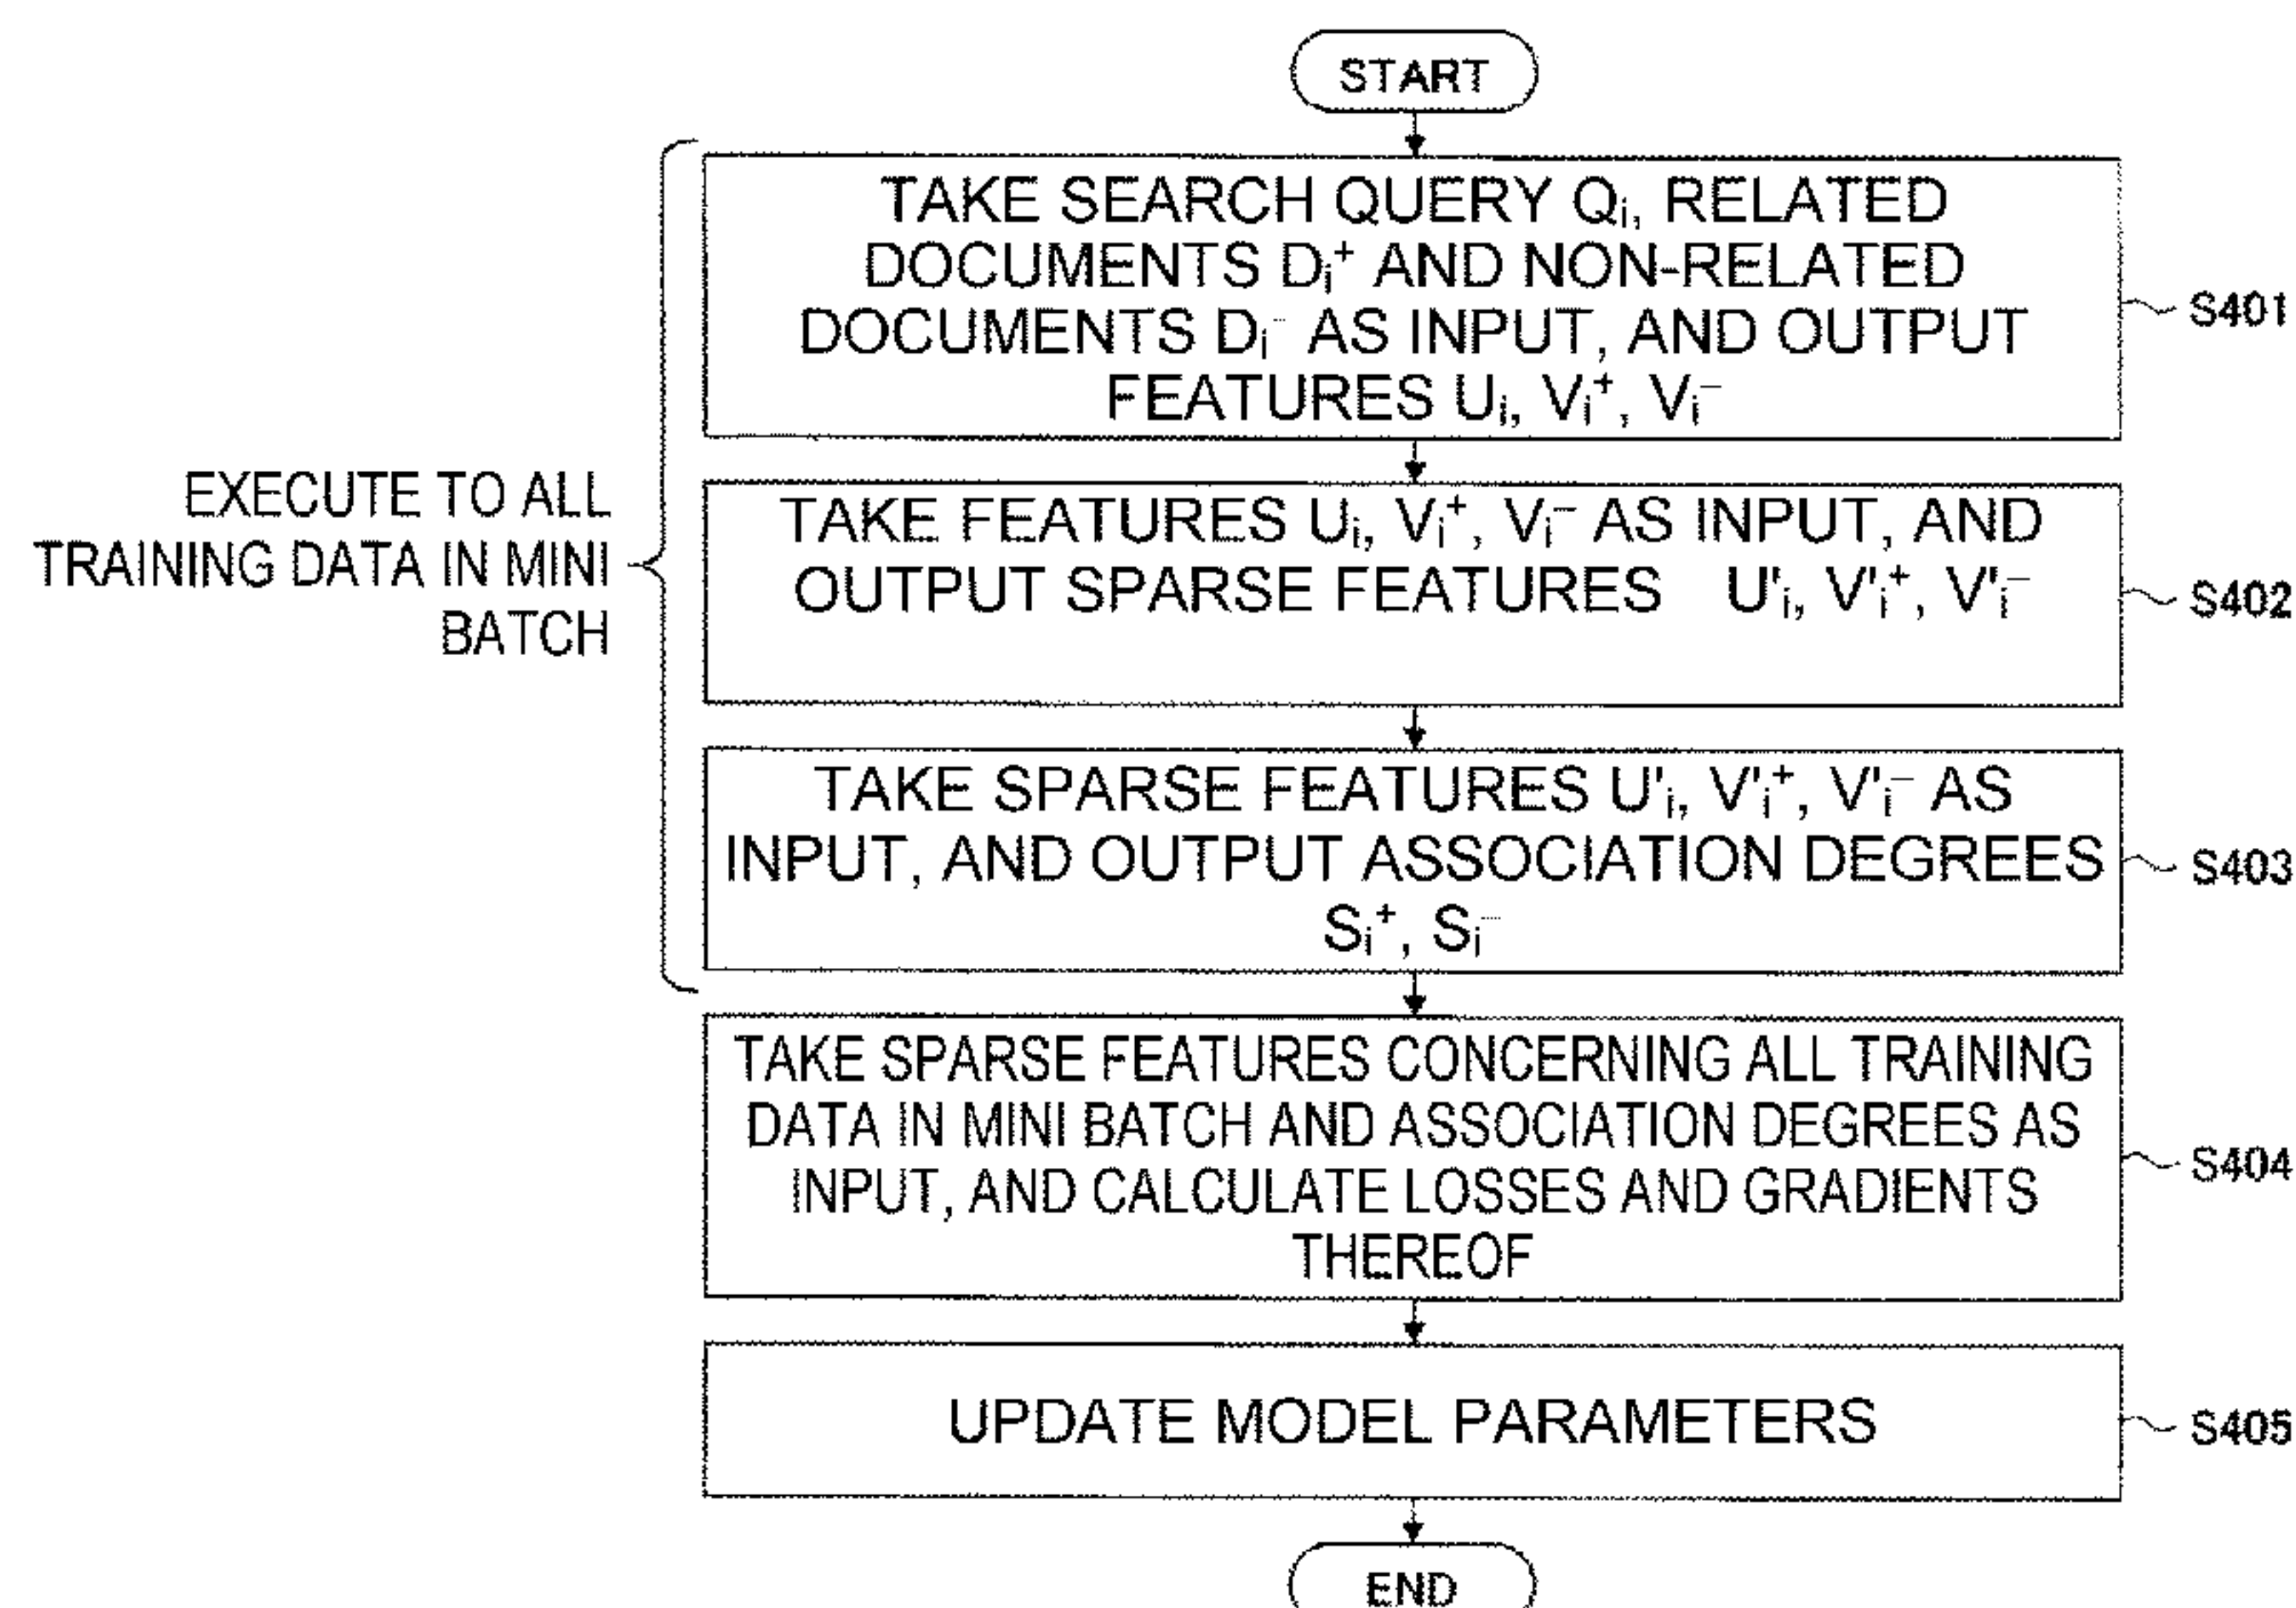 START
TAKE SEARCH QUERY Qᵢ, RELATED
DOCUMENTS Dᵢ⁺ AND NON-RELATED
DOCUMENTS Dᵢ⁻ AS INPUT, AND OUTPUT
FEATURES Uᵢ, Vᵢ⁺, Vᵢ⁻
S401
EXECUTE TO ALL
TRAINING DATA IN MINI
BATCH
TAKE FEATURES Uᵢ, Vᵢ⁺, Vᵢ⁻ AS INPUT, AND
OUTPUT SPARSE FEATURES U'ᵢ, V'ᵢ⁺, V'ᵢ⁻
S402
TAKE SPARSE FEATURES U'ᵢ, V'ᵢ⁺, V'ᵢ⁻ AS
INPUT, AND OUTPUT ASSOCIATION DEGREES
Sᵢ⁺, Sᵢ⁻
S403
TAKE SPARSE FEATURES CONCERNING ALL TRAINING
DATA IN MINI BATCH AND ASSOCIATION DEGREES AS
INPUT, AND CALCULATE LOSSES AND GRADIENTS
THEREOF
S404
UPDATE MODEL PARAMETERS
S405
END